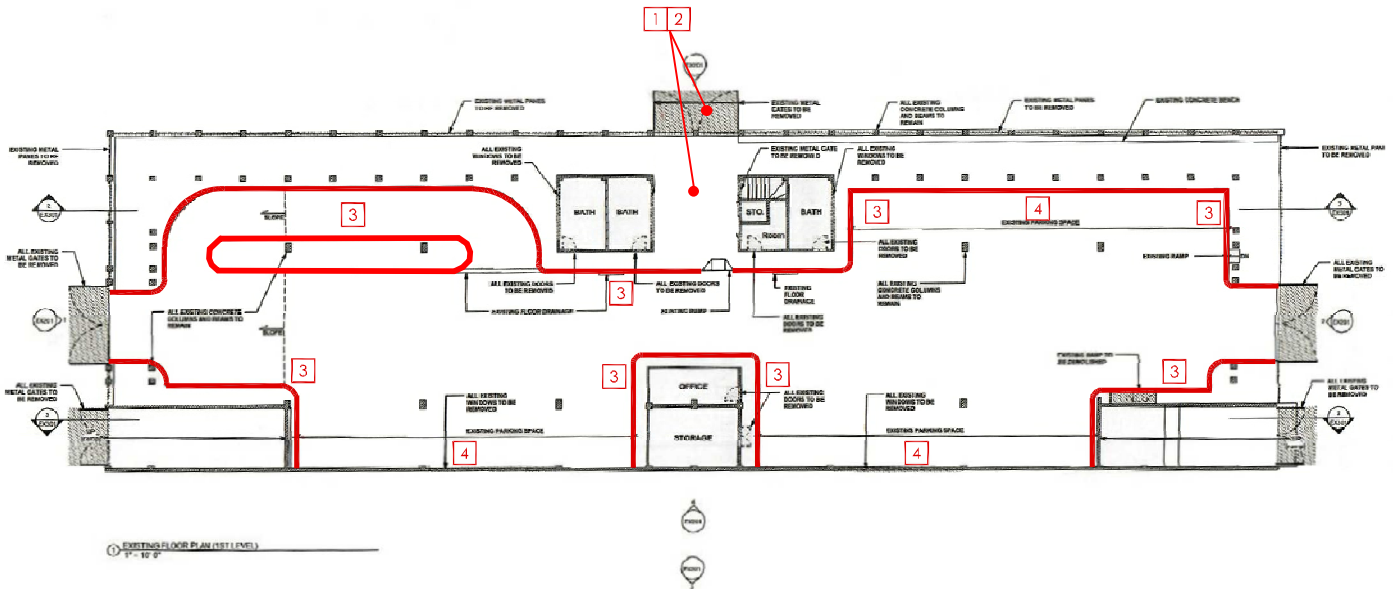 1 2
EXISTING METAL PANES
TO BE REMOVED
EXISTING METAL
GATES TO BE
REMOVED
ALL EXISTING
CONCRETE COLUMNS
AND BEAMS TO
REMAIN
EXISTING METAL PANES
TO BE REMOVED
EXISTING CONCRETE BENCH
EXISTING METAL
PANES TO BE
REMOVED
ALL EXISTING
WINDOWS TO BE
REMOVED
EXISTING METAL GATE
TO BE REMOVED
ALL EXISTING
WINDOWS TO BE
REMOVED
EXISTING METAL PANE
TO BE REMOVED
3
SLOPE
BATH
BATH
STO.
BATH
Room
3
4
3
EXISTING PARKING SPACE
ALL EXISTING
METAL GATES TO
BE REMOVED
ALL EXISTING
DOORS TO BE
REMOVED
EXISTING RAMP
DN
ALL EXISTING
METAL GATES TO
BE REMOVED
ALL EXISTING DOORS
TO BE REMOVED
3
ALL EXISTING DOORS
TO BE REMOVED
EXISTING
FLOOR
DRAINAGE
ALL EXISTING
CONCRETE COLUMNS
AND BEAMS TO
REMAIN
ALL EXISTING CONCRETE
COLUMNS AND BEAMS TO
REMAIN
EXISTING FLOOR DRAINAGE
EXISTING RAMP
ALL EXISTING
DOORS TO BE
REMOVED
SLOPE
3
3
3
EXISTING RAMP TO
BE DEMOLISHED
3
ALL EXISTING
METAL GATES TO
BE REMOVED
OFFICE
ALL EXISTING
WINDOWS TO BE
REMOVED
ALL EXISTING
DOORS TO BE
REMOVED
ALL EXISTING
WINDOWS TO BE
REMOVED
ALL EXISTING
METAL GATES TO
BE REMOVED
UP
EXISTING PARKING SPACE
STORAGE
EXISTING PARKING SPACE
4
4
1 EXISTING FLOOR PLAN (1ST LEVEL)
1" - 10' 0"